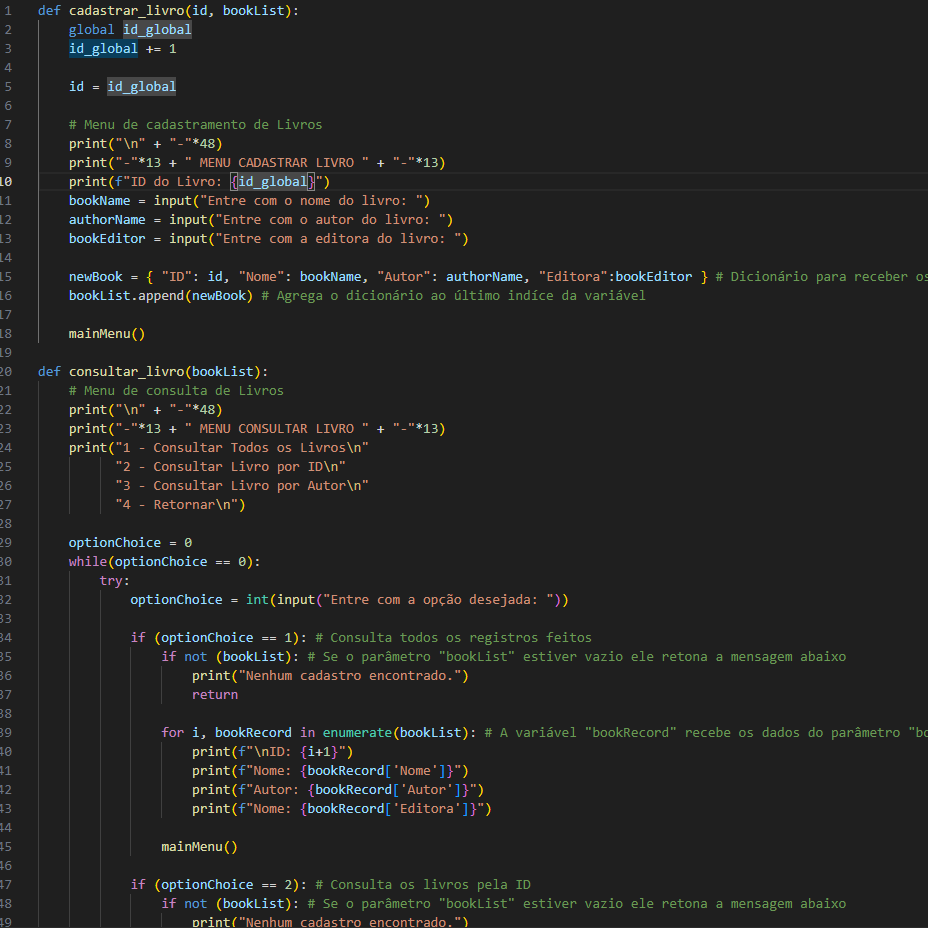 1 def cadastrar_livro(id, bookList):
2 global id_global
3 id_global += 1
4
5 id = id_global
6
7 # Menu de cadastramento de Livros
8 print("\n" + "-"*48)
9 print("-"*13 + " MENU CADASTRAR LIVRO " + "-"*13)
10 print(f"ID do Livro: {id_global}")
11 bookName = input("Entre com o nome do livro: ")
12 authorName = input("Entre com o autor do livro: ")
13 bookEditor = input("Entre com a editora do livro: ")
14
15 newBook = { "ID": id, "Nome": bookName, "Autor": authorName, "Editora":bookEditor } # Dicionário para receber os
16 bookList.append(newBook) # Agrega o dicionário ao último indíce da variável
17
18 mainMenu()
19
20 def consultar_livro(bookList):
21 # Menu de consulta de Livros
22 print("\n" + "-"*48)
23 print("-"*13 + " MENU CONSULTAR LIVRO " + "-"*13)
24 print("1 - Consultar Todos os Livros\n"
25 "2 - Consultar Livro por ID\n"
26 "3 - Consultar Livro por Autor\n"
27 "4 - Retornar\n")
28
29 optionChoice = 0
30 while(optionChoice == 0):
31 try:
32 optionChoice = int(input("Entre com a opção desejada: "))
33
34 if (optionChoice == 1): # Consulta todos os registros feitos
35 if not (bookList): # Se o parâmetro "bookList" estiver vazio ele retona a mensagem abaixo
36 print("Nenhum cadastro encontrado.")
37 return
38
39 for i, bookRecord in enumerate(bookList): # A variável "bookRecord" recebe os dados do parâmetro "bo
40 print(f"\nID: {i+1}")
41 print(f"Nome: {bookRecord['Nome']}")
42 print(f"Autor: {bookRecord['Autor']}")
43 print(f"Nome: {bookRecord['Editora']}")
44
45 mainMenu()
46
47 if (optionChoice == 2): # Consulta os livros pela ID
48 if not (bookList): # Se o parâmetro "bookList" estiver vazio ele retona a mensagem abaixo
49 print("Nenhum cadastro encontrado.")